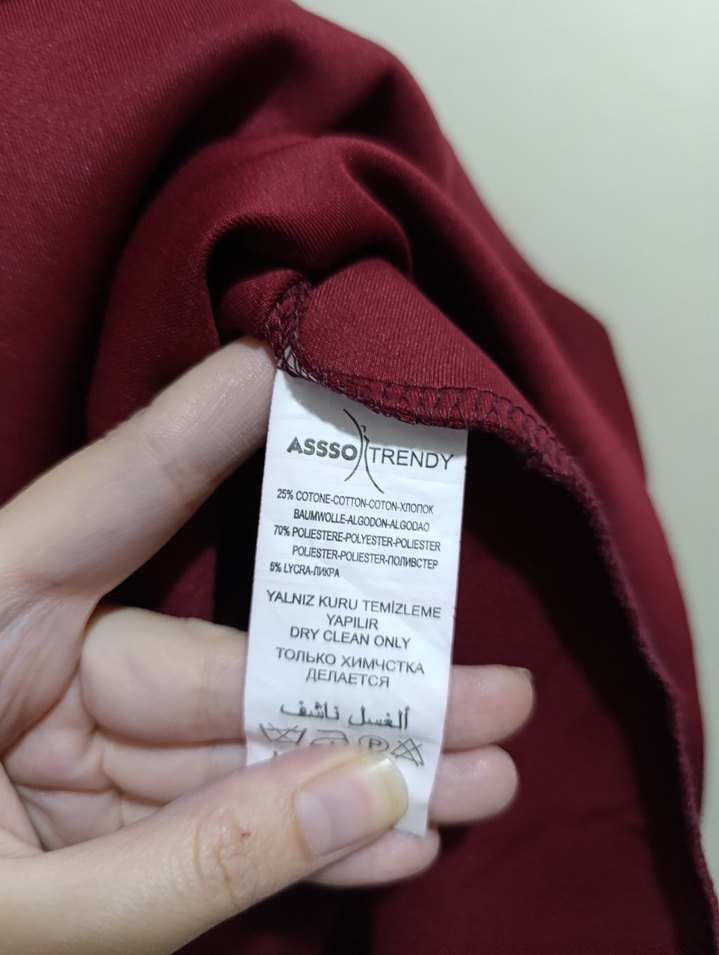 ASSSO TRENDY
25% COTONE-COTTON-COTON-ХЛОПОК
BAUMWOLLE-ALGODON-ALGODAO
70% POLIESTERE-POLYESTER-POLIESTER
POLIESTER-POLIESTER-ПОЛИВСТЕР
5% LYCRA-ЛИКРА
YALNIZ KURU TEMİZLEME
YAPILIR
DRY CLEAN ONLY
ТОЛЬКО ХИМЧСТКА
ДЕЛАЕТСЯ
ألغسل ناشف
P